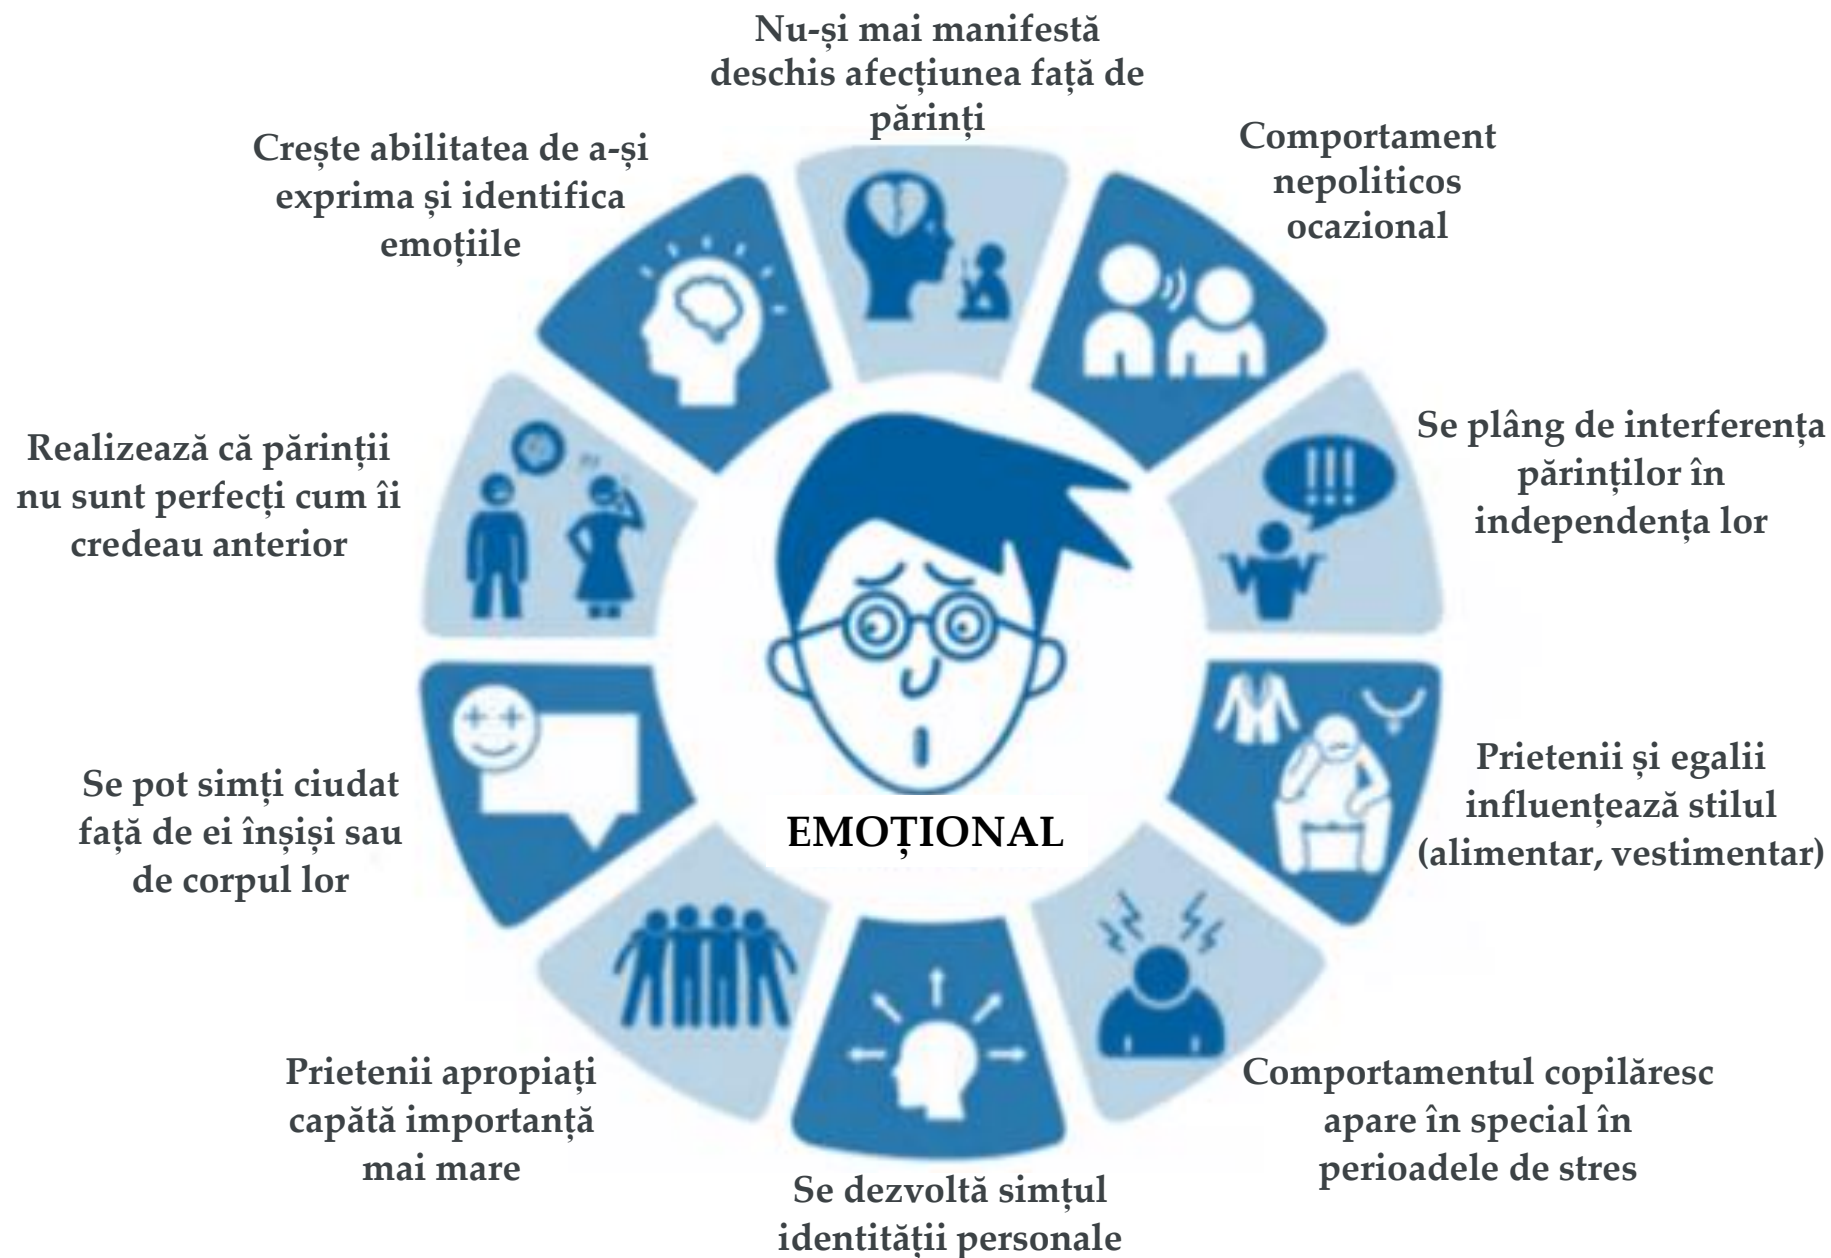 Nu-și mai manifestă
deschis afecțiunea față de
părinți
Comportament
nepoliticos
ocazional
Se plâng de interferența
părinților în
independența lor
Prietenii și egalii
influențează stilul
(alimentar, vestimentar)
Comportamentul copilăresc
apare în special în
perioadele de stres
Se dezvoltă simțul
identității personale
Prietenii apropiați
capătă importanță
mai mare
Se pot simți ciudat
față de ei înșiși sau
de corpul lor
Realizează că părinții
nu sunt perfecți cum îi
credeau anterior
Crește abilitatea de a-și
exprima și identifica
emoțiile
!!!
EMOȚIONAL